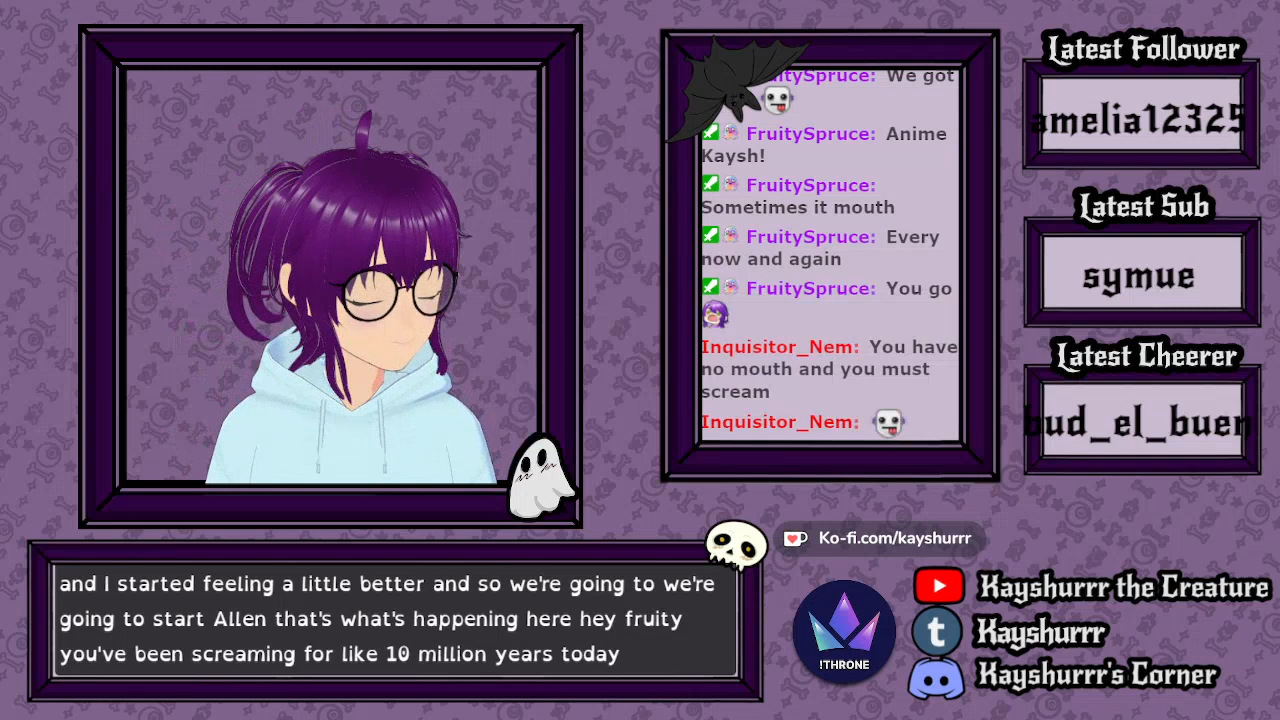 FruitySpruce: We got
FruitySpruce: Anime
Kaysh!
FruitySpruce:
Sometimes it mouth
FruitySpruce: Every
now and again
FruitySpruce: You go
Inquisitor_Nem: You have
no mouth and you must
scream
Inquisitor_Nem:
Latest Follower
amelia12325
Latest Sub
symue
Latest Cheerer
bud_el_buen
and I started feeling a little better and so we're going to we're
going to start Allen that's what's happening here hey fruity
you've been screaming for like 10 million years today
Ko-fi.com/kayshurrr
!THRONE
Kayshurrr the Creature
Kayshurrr
Kayshurrr's Corner